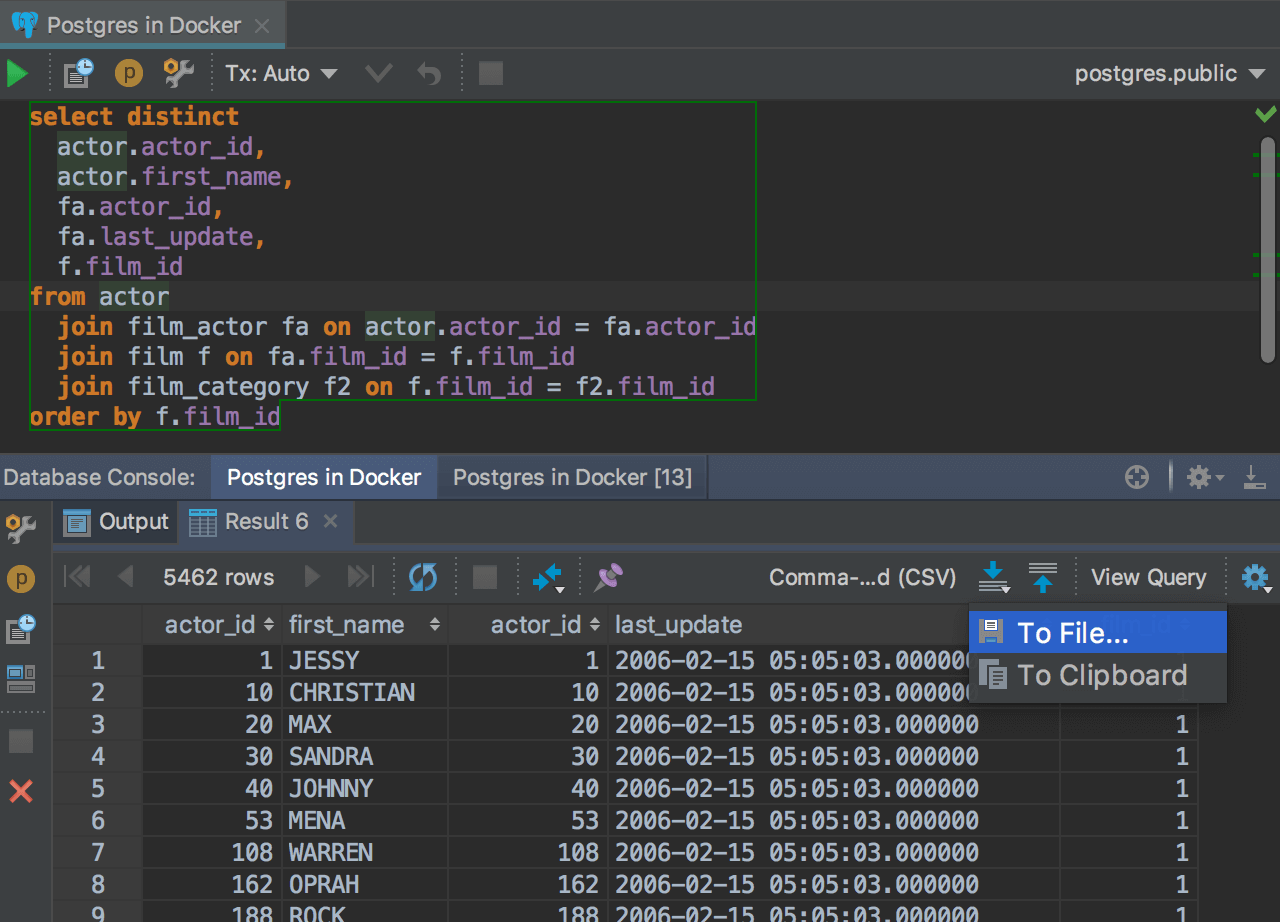 Postgres in Docker
p Tx: Auto postgres.public
select distinct
actor.actor_id,
actor.first_name,
fa.actor_id,
fa.last_update,
f.film_id
from actor
join film_actor fa on actor.actor_id = fa.actor_id
join film f on fa.film_id = f.film_id
join film_category f2 on f.film_id = f2.film_id
order by f.film_id
Database Console: Postgres in Docker Postgres in Docker [13]
Output Result 6
p 5462 rows Comma-...d (CSV) View Query
To File...
To Clipboard
actor_id first_name actor_id last_update
1 1 JESSY 1 2006-02-15 05:05:03.000000
2 10 CHRISTIAN 10 2006-02-15 05:05:03.000000
3 20 MAX 20 2006-02-15 05:05:03.000000 1
4 30 SANDRA 30 2006-02-15 05:05:03.000000 1
5 40 JOHNNY 40 2006-02-15 05:05:03.000000 1
6 53 MENA 53 2006-02-15 05:05:03.000000 1
7 108 WARREN 108 2006-02-15 05:05:03.000000 1
8 162 OPRAH 162 2006-02-15 05:05:03.000000 1
9 188 ROCK 188 2006-02-15 05:05:03.000000 1